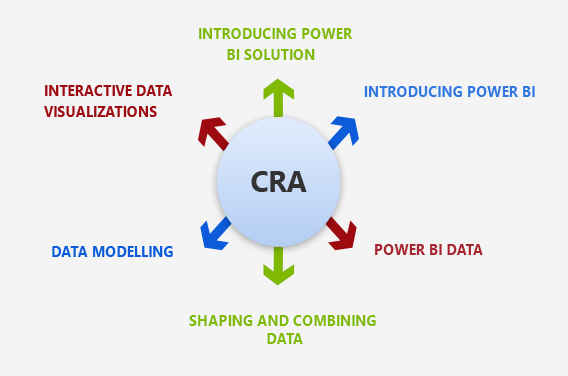 INTRODUCING POWER
BI SOLUTION
INTERACTIVE DATA
VISUALIZATIONS
INTRODUCING POWER BI
CRA
DATA MODELLING
POWER BI DATA
SHAPING AND COMBINING
DATA